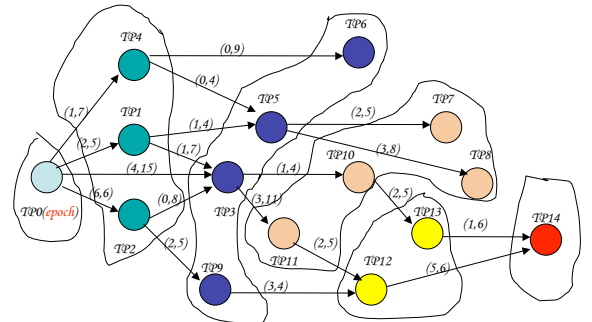 TP6
TP4
(0,9)
(0,4)
(1,7)
TP5
TP7
TP1
(1,4)
(2,5)
(2,5)
(1,7)
(3,8)
TP10
TP8
(4,15)
(1,4)
(6,6)
(0,8)
(3,11)
(2,5)
TP0(epoch)
TP3
TP13
TP14
TP2
(2,5)
(2,5)
(1,6)
TP11
TP9
TP12
(5,6)
(3,4)